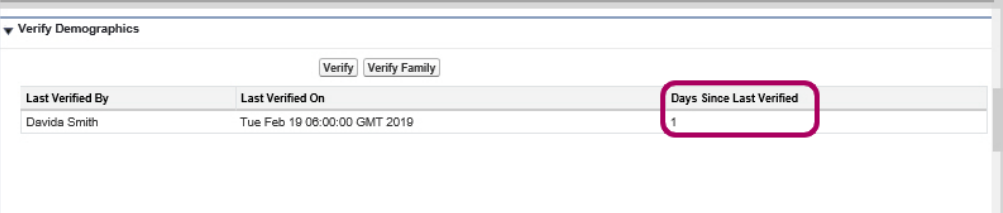 Verify Demographics
Verify Verify Family
Last Verified By Last Verified On Days Since Last Verified
Davida Smith Tue Feb 19 06:00:00 GMT 2019 1